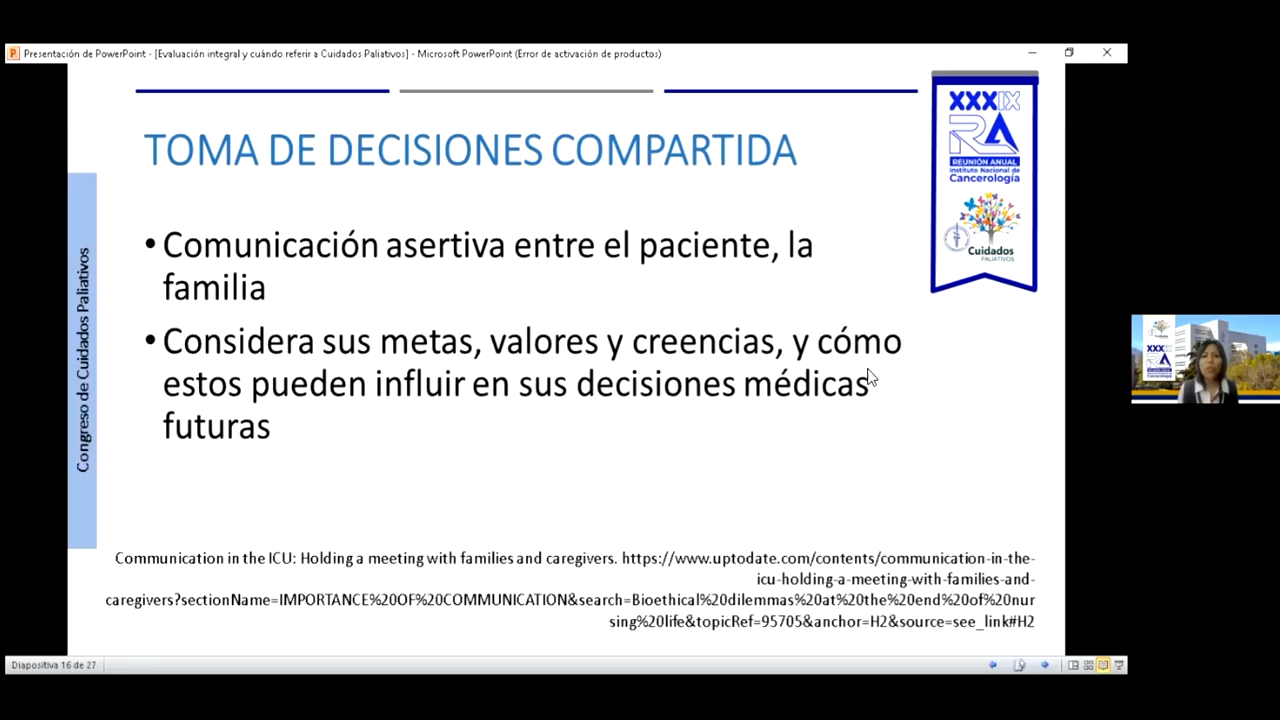 Presentación de PowerPoint - [Evaluación integral y cuándo referir a Cuidados Paliativos] - Microsoft PowerPoint (Error de activación de productos)
XXXIX
RA
REUNIÓN ANUAL
Instituto Nacional de
Cancerología
Cuidados
PALIATIVOS
TOMA DE DECISIONES COMPARTIDA
Congreso de Cuidados Paliativos
• Comunicación asertiva entre el paciente, la
familia
• Considera sus metas, valores y creencias, y cómo
estos pueden influir en sus decisiones médicas
futuras
Communication in the ICU: Holding a meeting with families and caregivers. https://www.uptodate.com/contents/communication-in-the-
icu-holding-a-meeting-with-families-and-
caregivers?sectionName=IMPORTANCE%20OF%20COMMUNICATION&search=Bioethical%20dilemmas%20at%20the%20end%20of%20nur
sing%20life&topicRef=95705&anchor=H2&source=see_link#H2
Diapositiva 16 de 27
XXXIX
RA